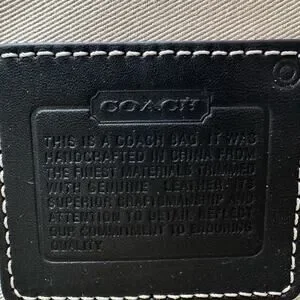 COACH
THIS IS A COACH BAG. IT WAS
HANDCRAFTED IN CHINA FROM
THE FINEST MATERIALS TRIMMED
WITH GENUINE LEATHER. ITS
SUPERIOR CRAFTSMANSHIP AND
ATTENTION TO DETAIL REFLECT
OUR COMMITMENT TO ENDURING
QUALITY.